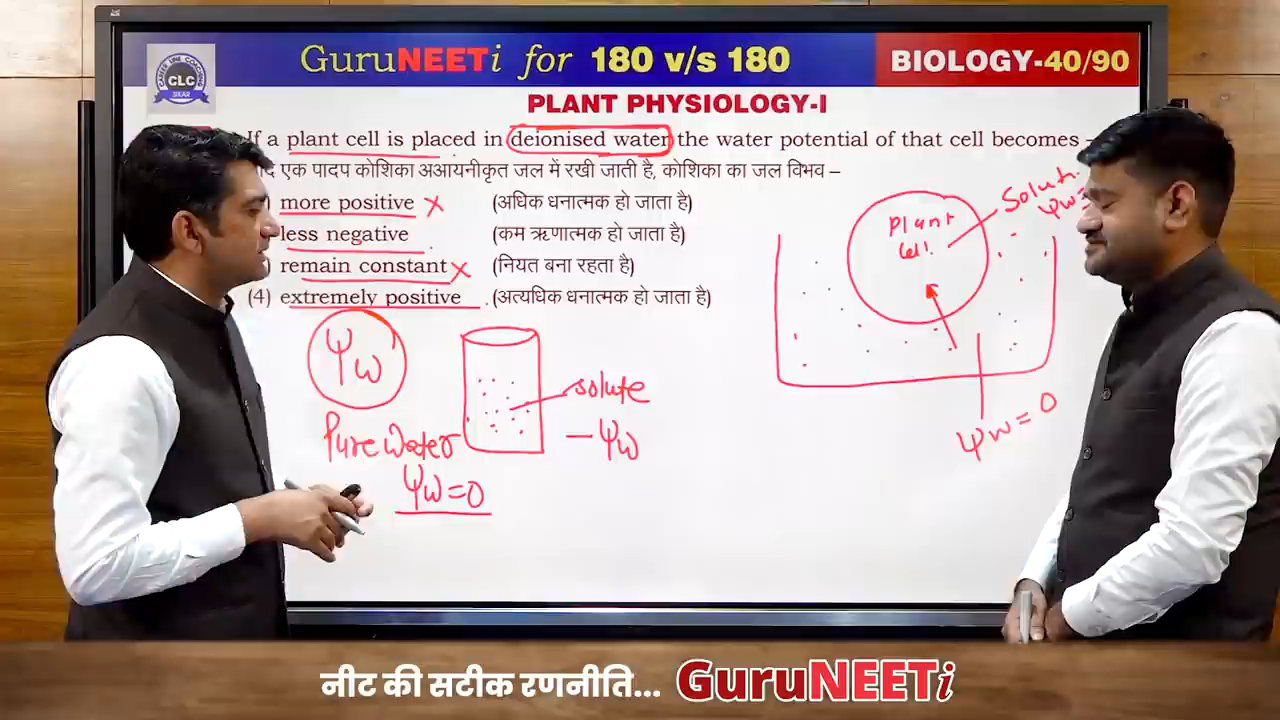 GuruNEETi for 180 v/s 180
BIOLOGY-40/90
CLC
SIKAR
PLANT PHYSIOLOGY-I
If a plant cell is placed in deionised water the water potential of that cell becomes –
एक पादप कोशिका अआयनीकृत जल में रखी जाती है, कोशिका का जल विभव –
more positive × (अधिक धनात्मक हो जाता है)
less negative (कम ऋणात्मक हो जाता है)
remain constant × (नियत बना रहता है)
(4) extremely positive (अत्यधिक धनात्मक हो जाता है)
Plant
Cell.
Ψw
solute
– Ψw
Pure water
Ψw=0
Ψw=
Ψw=0
नीट की सटीक रणनीति... GuruNEETi